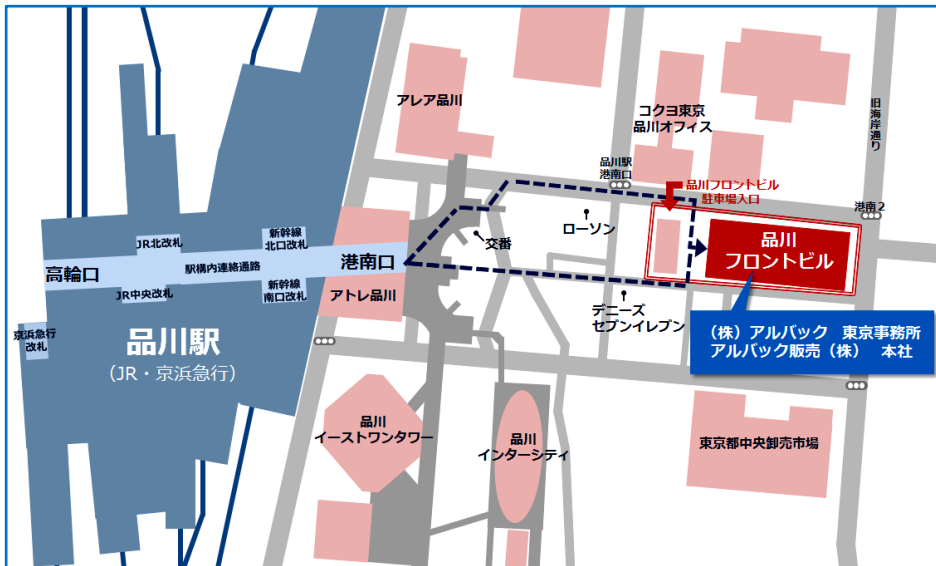 アレア品川
コクヨ東京
品川オフィス
旧海岸通り
品川駅
港南口
品川フロントビル
駐車場入口
港南2
ローソン
交番
品川
フロントビル
新幹線
北口改札
JR北改札
駅構内連絡通路
高輪口
港南口
JR中央改札
新幹線
南口改札
アトレ品川
京浜急行
改札
品川駅
(JR・京浜急行)
デニーズ
セブンイレブン
(株)アルバック 東京事務所
アルバック販売(株) 本社
品川
イーストワンタワー
品川
インターシティ
東京都中央卸売市場